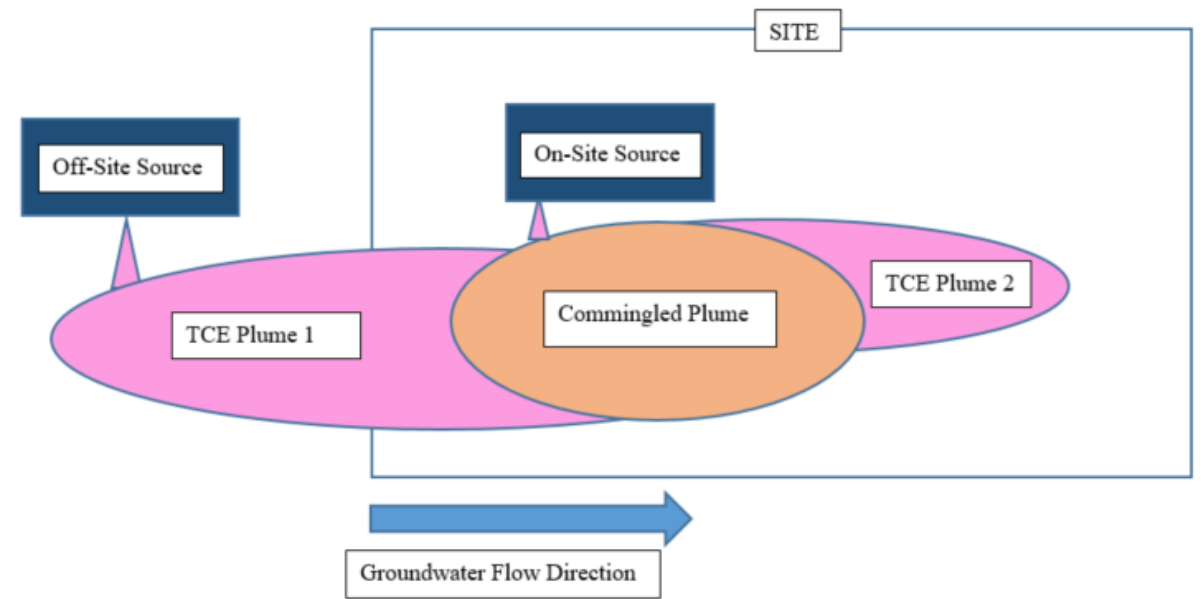 SITE
Off-Site Source
On-Site Source
TCE Plume 2
Commingled Plume
TCE Plume 1
Groundwater Flow Direction